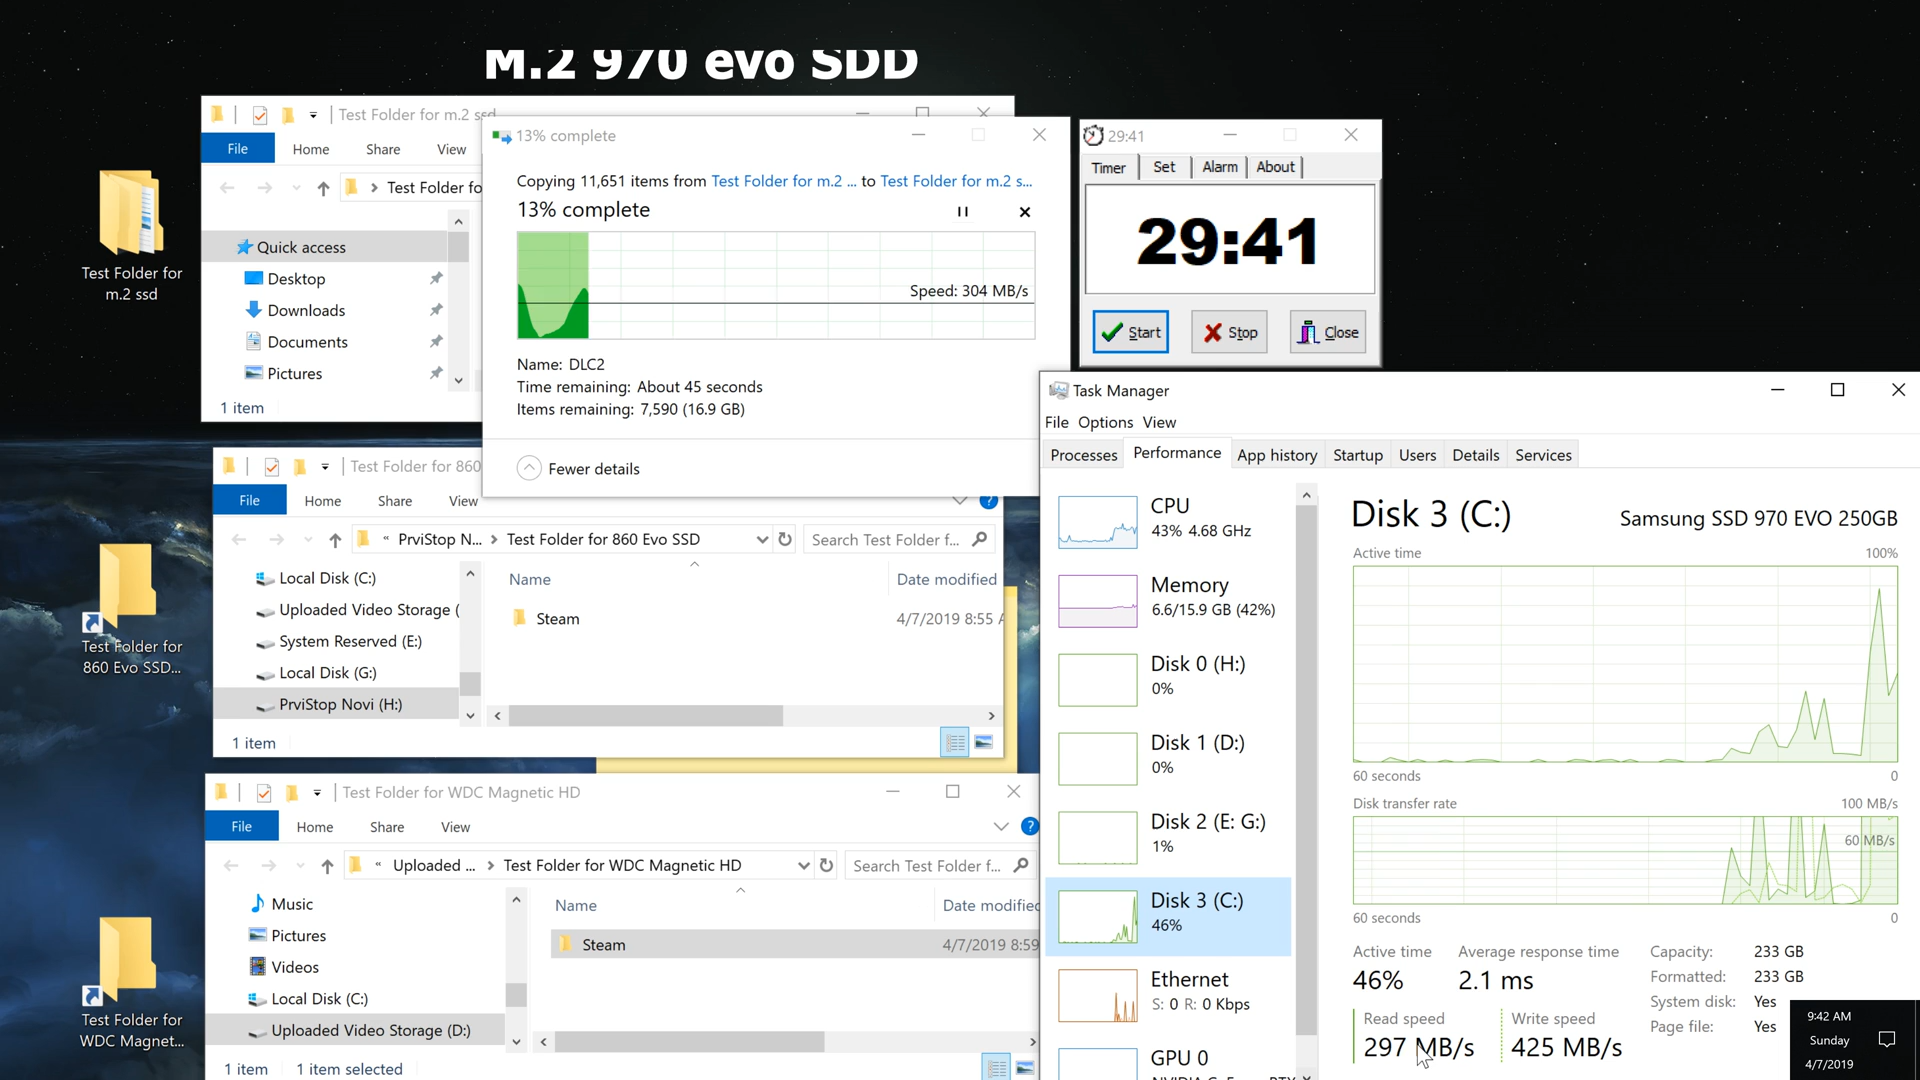 M.2 970 evo SDD
Test Folder for m.2 ssd
File
Home
Share
View
Test Folder fo
Quick access
Desktop
Downloads
Documents
Pictures
1 item
13% complete
Copying 11,651 items from Test Folder for m.2 ... to Test Folder for m.2 s...
13% complete
Speed: 304 MB/s
Name: DLC2
Time remaining: About 45 seconds
Items remaining: 7,590 (16.9 GB)
Fewer details
29:41
Timer
Set
Alarm
About
29:41
Start
Stop
Close
Test Folder for
m.2 ssd
Test Folder for
860 Evo SSD...
Test Folder for
WDC Magnet...
Test Folder for 860
File
Home
Share
View
« PrviStop N... > Test Folder for 860 Evo SSD
Search Test Folder f...
Local Disk (C:)
Uploaded Video Storage (
System Reserved (E:)
Local Disk (G:)
PrviStop Novi (H:)
Name
Date modified
Steam
4/7/2019 8:55 A
1 item
Test Folder for WDC Magnetic HD
File
Home
Share
View
« Uploaded ... > Test Folder for WDC Magnetic HD
Search Test Folder f...
Music
Pictures
Videos
Local Disk (C:)
Uploaded Video Storage (D:)
Name
Date modified
Steam
4/7/2019 8:59
1 item
1 item selected
Task Manager
File
Options
View
Processes
Performance
App history
Startup
Users
Details
Services
CPU
43% 4.68 GHz
Memory
6.6/15.9 GB (42%)
Disk 0 (H:)
0%
Disk 1 (D:)
0%
Disk 2 (E: G:)
1%
Disk 3 (C:)
46%
Ethernet
S: 0 R: 0 Kbps
GPU 0
Disk 3 (C:)
Samsung SSD 970 EVO 250GB
Active time
100%
60 seconds
0
Disk transfer rate
100 MB/s
60 MB/s
60 seconds
0
Active time
46%
Average response time
2.1 ms
Capacity: 233 GB
Formatted: 233 GB
System disk: Yes
Page file: Yes
Read speed
297 MB/s
Write speed
425 MB/s
9:42 AM
Sunday
4/7/2019